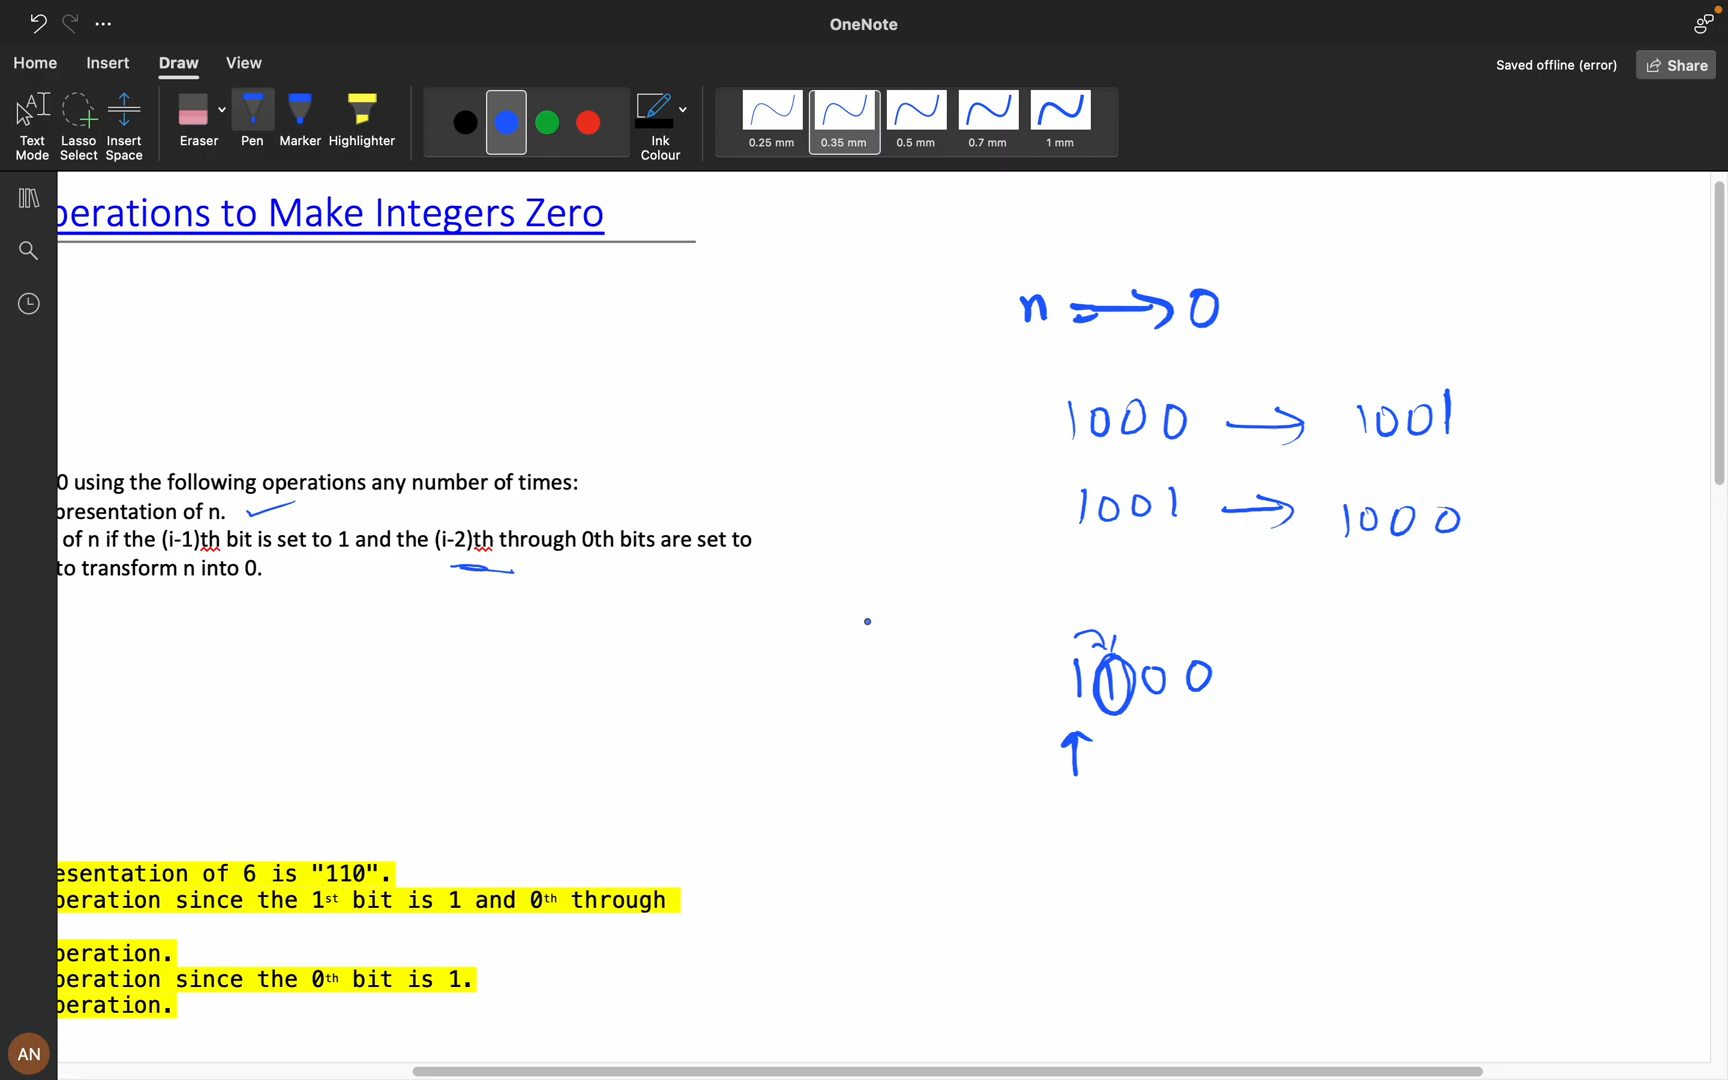 OneNote
Home Insert Draw View
Saved offline (error) Share
Text Mode
Lasso Select
Insert Space
Eraser
Pen
Marker
Highlighter
Ink Colour
0.25 mm
0.35 mm
0.5 mm
0.7 mm
1 mm
perations to Make Integers Zero
n → 0
1000 → 1001
1001 → 1000
0 using the following operations any number of times:
presentation of n.
of n if the (i-1)th bit is set to 1 and the (i-2)th through 0th bits are set to
to transform n into 0.
1100
esentation of 6 is "110".
peration since the 1st bit is 1 and 0th through
peration.
peration since the 0th bit is 1.
peration.
AN